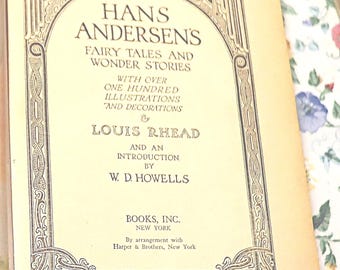 HANS
ANDERSEN'S
FAIRY TALES AND
WONDER STORIES
WITH OVER
ONE HUNDRED
ILLUSTRATIONS
AND DECORATIONS
by
LOUIS RHEAD
AND AN
INTRODUCTION
BY
W. D. HOWELLS
BOOKS, INC.
NEW YORK
By arrangement with
Harper & Brothers, New York